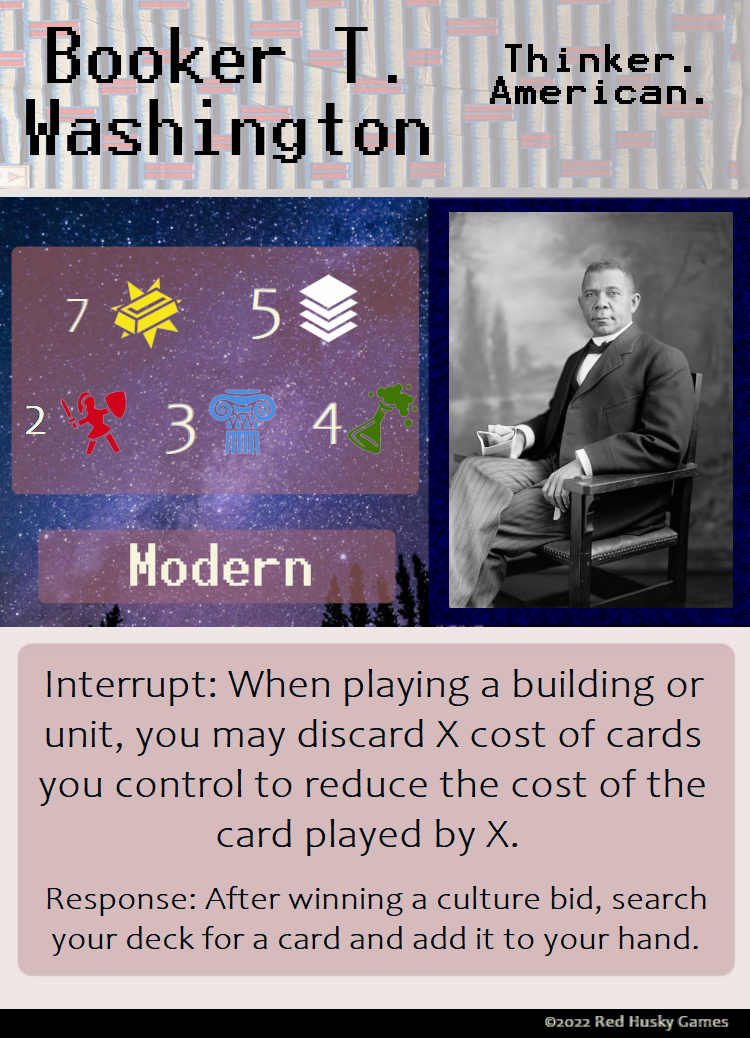 Booker T.
Washington
Thinker.
American.
7 5
2 3 4
Modern
Interrupt: When playing a building or
unit, you may discard X cost of cards
you control to reduce the cost of the
card played by X.
Response: After winning a culture bid, search
your deck for a card and add it to your hand.
©2022 Red Husky Games